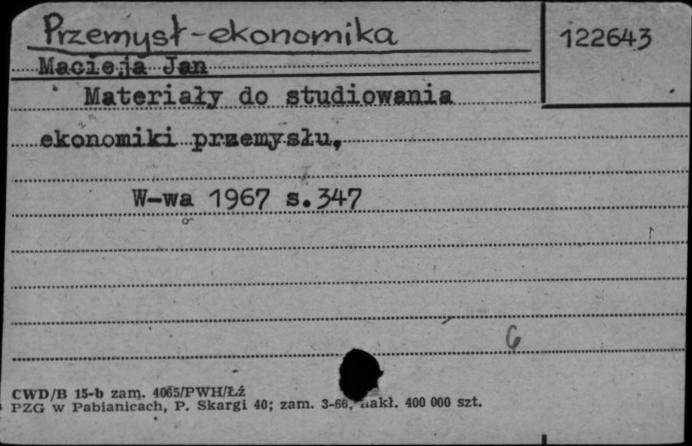 Przemysł-ekonomika
122643
Macieja Jan
Materiały do studiowania
ekonomiki przemysłu,
W-wa 1967 s.347
6
CWD/B 15-b zam. 4065/PWH/Łź
PZG w Pabianicach, P. Skargi 40; zam. 3-66, nakł. 400 000 szt.